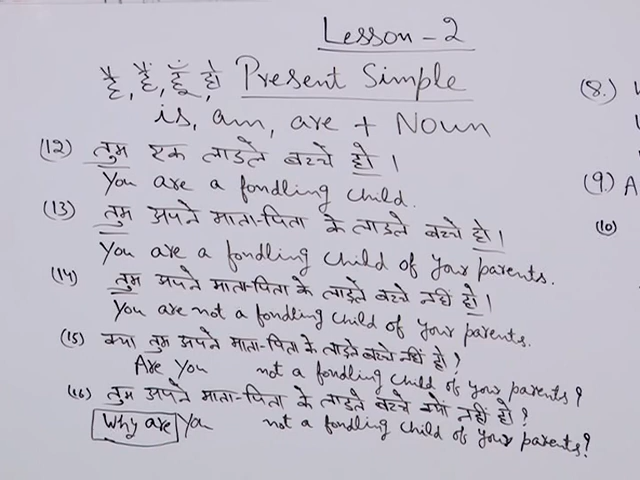 Lesson - 2
है, हैं, हूँ, हो Present Simple
is, am, are + Noun
(12) तुम एक लाडले बच्चे हो।
You are a fondling child.
(13) तुम अपने माता-पिता के लाडले बच्चे हो।
You are a fondling child of your parents.
(14) तुम अपने माता-पिता के लाडले बच्चे नहीं हो।
You are not a fondling child of your parents.
(15) क्या तुम अपने माता-पिता के लाडले बच्चे नहीं हो?
Are you not a fondling child of your parents?
(16) तुम अपने माता-पिता के लाडले बच्चे क्यों नहीं हो?
Why are you not a fondling child of your parents?
(8.)
(9.) A
(10)